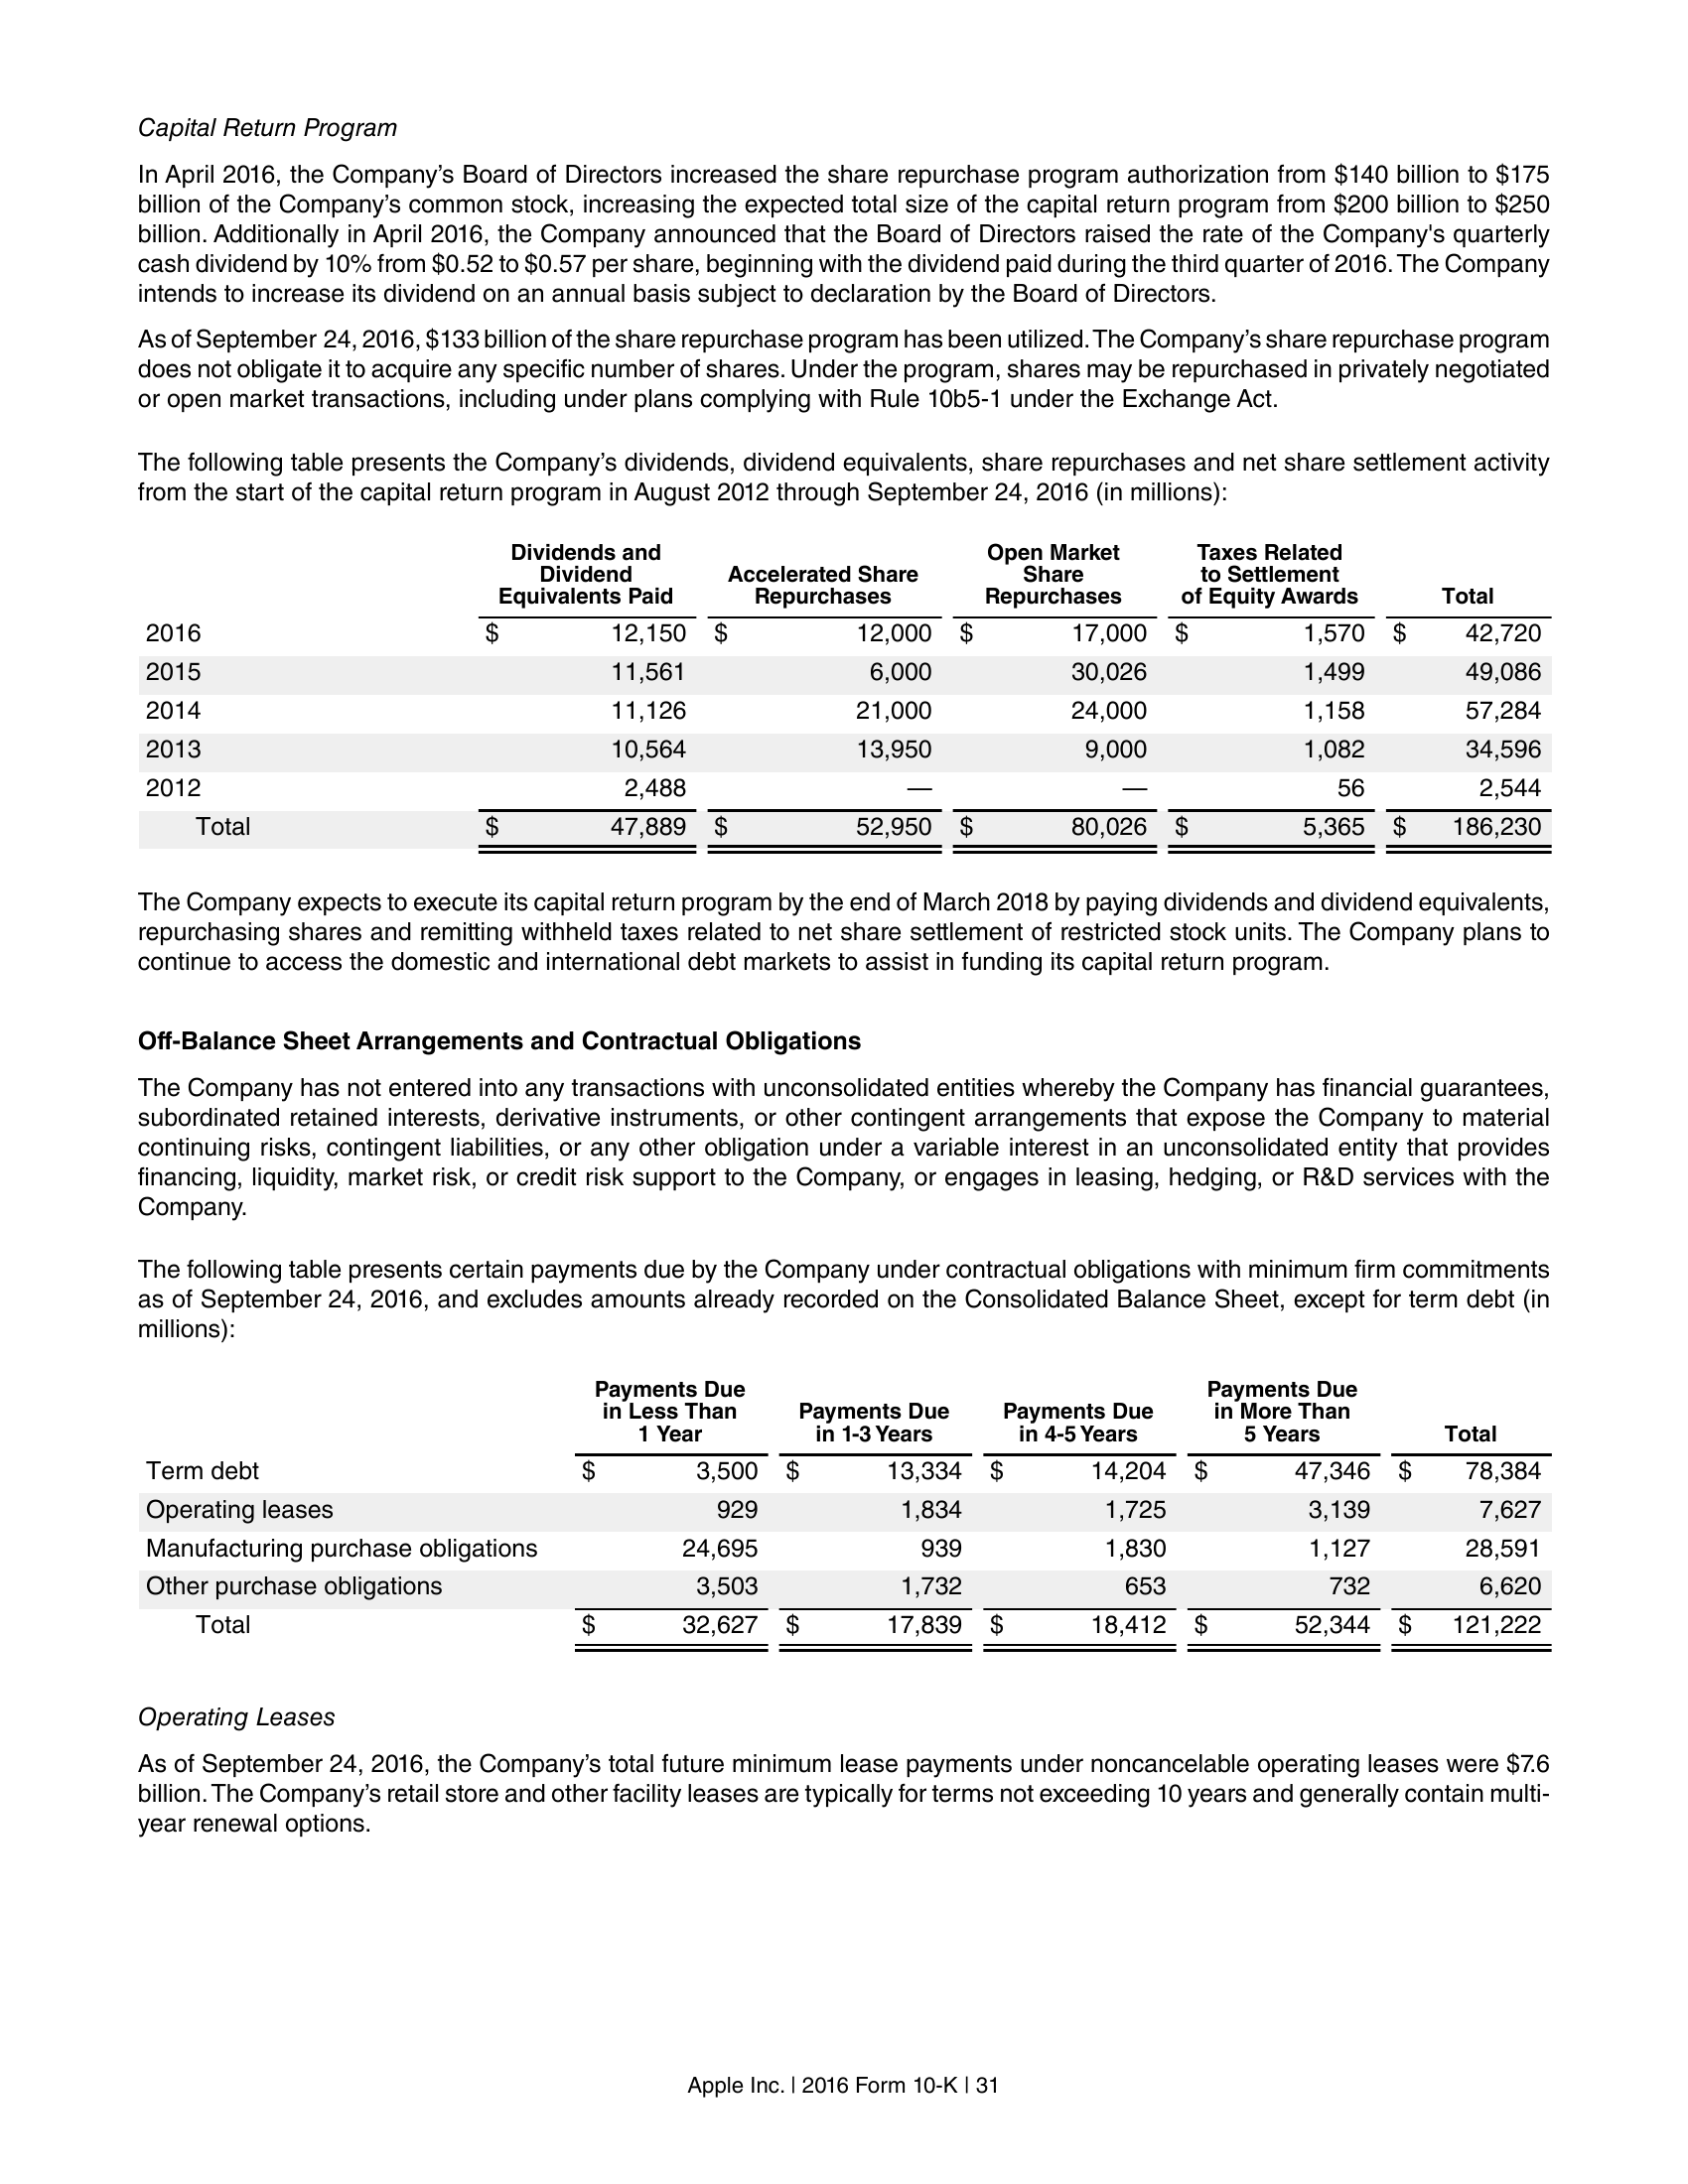 Capital Return Program
In April 2016, the Company's Board of Directors increased the share repurchase program authorization from $140 billion to $175
billion of the Company's common stock, increasing the expected total size of the capital return program from $200 billion to $250
billion. Additionally in April 2016, the Company announced that the Board of Directors raised the rate of the Company's quarterly
cash dividend by 10% from $0.52 to $0.57 per share, beginning with the dividend paid during the third quarter of 2016. The Company
intends to increase its dividend on an annual basis subject to declaration by the Board of Directors.
As of September 24, 2016, $133 billion of the share repurchase program has been utilized. The Company's share repurchase program
does not obligate it to acquire any specific number of shares. Under the program, shares may be repurchased in privately negotiated
or open market transactions, including under plans complying with Rule 10b5-1 under the Exchange Act.
The following table presents the Company's dividends, dividend equivalents, share repurchases and net share settlement activity
from the start of the capital return program in August 2012 through September 24, 2016 (in millions):
Dividends and Open Market Taxes Related
Dividend Accelerated Share Share to Settlement
Equivalents Paid Repurchases Repurchases of Equity Awards Total
2016 $ 12,150 $ 12,000 $ 17,000 $ 1,570 $ 42,720
2015 11,561 6,000 30,026 1,499 49,086
2014 11,126 21,000 24,000 1,158 57,284
2013 10,564 13,950 9,000 1,082 34,596
2012 2,488 — — 56 2,544
Total $ 47,889 $ 52,950 $ 80,026 $ 5,365 $ 186,230
The Company expects to execute its capital return program by the end of March 2018 by paying dividends and dividend equivalents,
repurchasing shares and remitting withheld taxes related to net share settlement of restricted stock units. The Company plans to
continue to access the domestic and international debt markets to assist in funding its capital return program.
Off-Balance Sheet Arrangements and Contractual Obligations
The Company has not entered into any transactions with unconsolidated entities whereby the Company has financial guarantees,
subordinated retained interests, derivative instruments, or other contingent arrangements that expose the Company to material
continuing risks, contingent liabilities, or any other obligation under a variable interest in an unconsolidated entity that provides
financing, liquidity, market risk, or credit risk support to the Company, or engages in leasing, hedging, or R&D services with the
Company.
The following table presents certain payments due by the Company under contractual obligations with minimum firm commitments
as of September 24, 2016, and excludes amounts already recorded on the Consolidated Balance Sheet, except for term debt (in
millions):
Payments Due Payments Due
in Less Than Payments Due Payments Due in More Than
1 Year in 1-3 Years in 4-5 Years 5 Years Total
Term debt $ 3,500 $ 13,334 $ 14,204 $ 47,346 $ 78,384
Operating leases 929 1,834 1,725 3,139 7,627
Manufacturing purchase obligations 24,695 939 1,830 1,127 28,591
Other purchase obligations 3,503 1,732 653 732 6,620
Total $ 32,627 $ 17,839 $ 18,412 $ 52,344 $ 121,222
Operating Leases
As of September 24, 2016, the Company's total future minimum lease payments under noncancelable operating leases were $7.6
billion. The Company's retail store and other facility leases are typically for terms not exceeding 10 years and generally contain multi-
year renewal options.
Apple Inc. | 2016 Form 10-K | 31